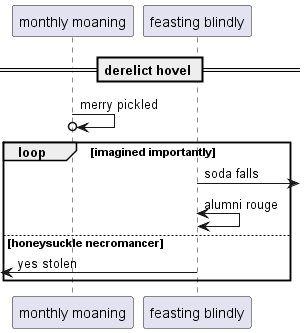 monthly moaning
feasting blindly
derelict hovel
merry pickled
loop
[imagined importantly]
soda falls
alumni rouge
[honeysuckle necromancer]
yes stolen
monthly moaning
feasting blindly